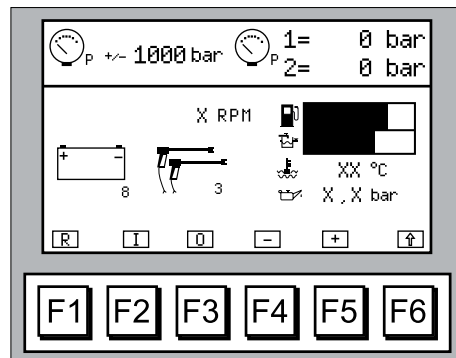 P +/- 1000 bar P 1= 0 bar
2= 0 bar
X RPM
+ -
XX °C
8 3 X,X bar
R I O - + ↑
F1 F2 F3 F4 F5 F6